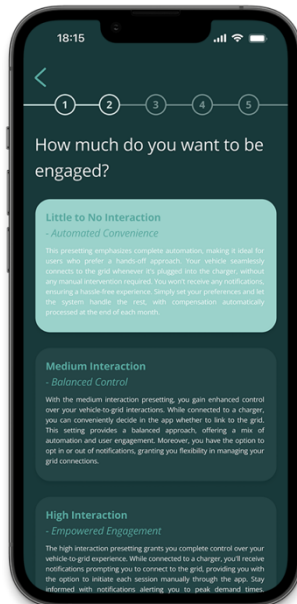 18:15
1 2 3 4 5
How much do you want to be
engaged?
Little to No Interaction
- Automated Convenience
This presetting emphasizes complete automation, making it ideal for
users who prefer a hands-off approach. Your vehicle seamlessly
connects to the grid whenever it's plugged into the charger, without
any manual intervention required. You won't receive any notifications,
ensuring a hassle-free experience. Simply set your preferences and let
the system handle the rest, with compensation automatically
processed at the end of each month.
Medium Interaction
- Balanced Control
With the medium interaction presetting, you gain enhanced control
over your vehicle-to-grid interactions. While connected to a charger,
you can conveniently decide in the app whether to link to the grid.
This setting provides a balanced approach, offering a mix of
automation and user engagement. Moreover, you have the option to
opt in or out of notifications, granting you flexibility in managing your
grid connections.
High Interaction
- Empowered Engagement
The high interaction presetting grants you complete control over your
vehicle-to-grid experience. While connected to a charger, you'll receive
notifications prompting you to connect to the grid, providing you with
the option to initiate each session manually through the app. Stay
informed with notifications alerting you to peak demand times,